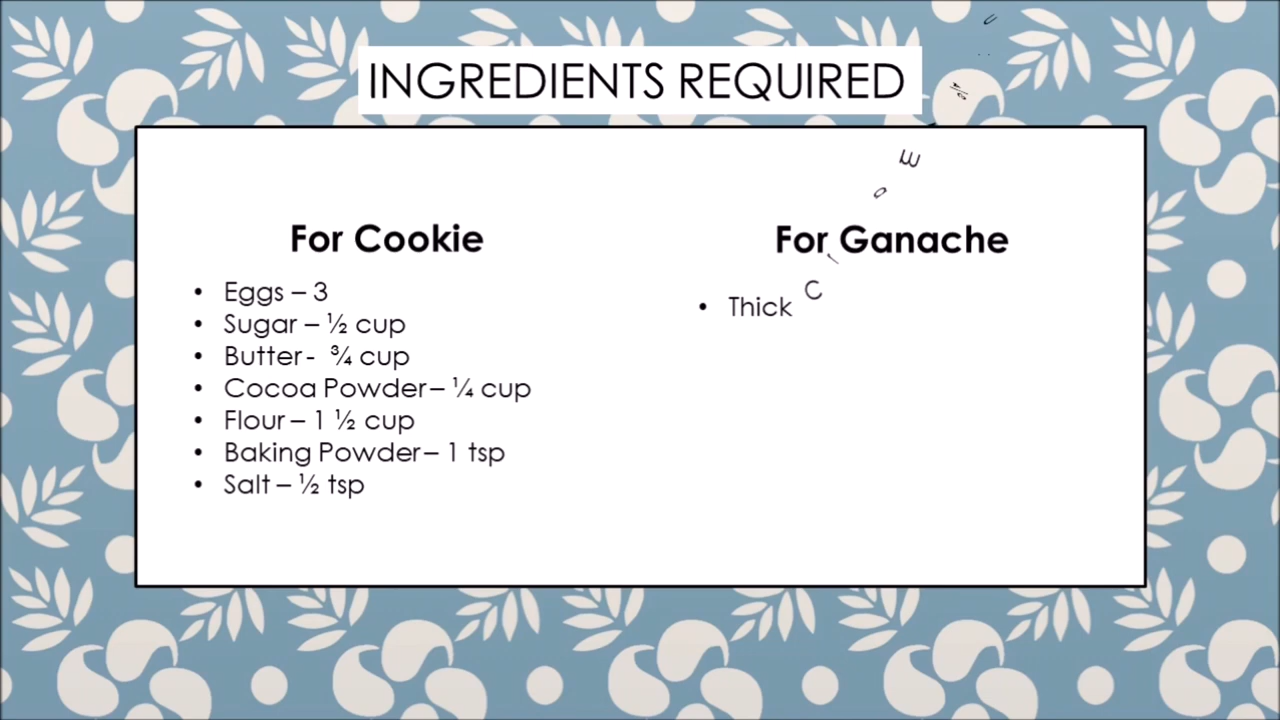 INGREDIENTS REQUIRED
For Cookie
• Eggs – 3
• Sugar – ½ cup
• Butter - ¾ cup
• Cocoa Powder – ¼ cup
• Flour – 1 ½ cup
• Baking Powder – 1 tsp
• Salt – ½ tsp
For Ganache
• Thick